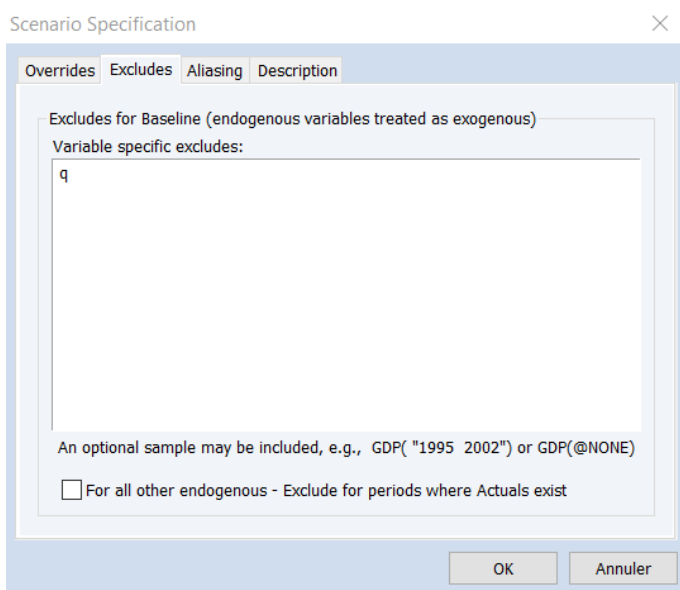 Scenario Specification
Overrides Excludes Aliasing Description
Excludes for Baseline (endogenous variables treated as exogenous)
Variable specific excludes:
q
An optional sample may be included, e.g., GDP( "1995 2002") or GDP(@NONE)
For all other endogenous - Exclude for periods where Actuals exist
OK Annuler